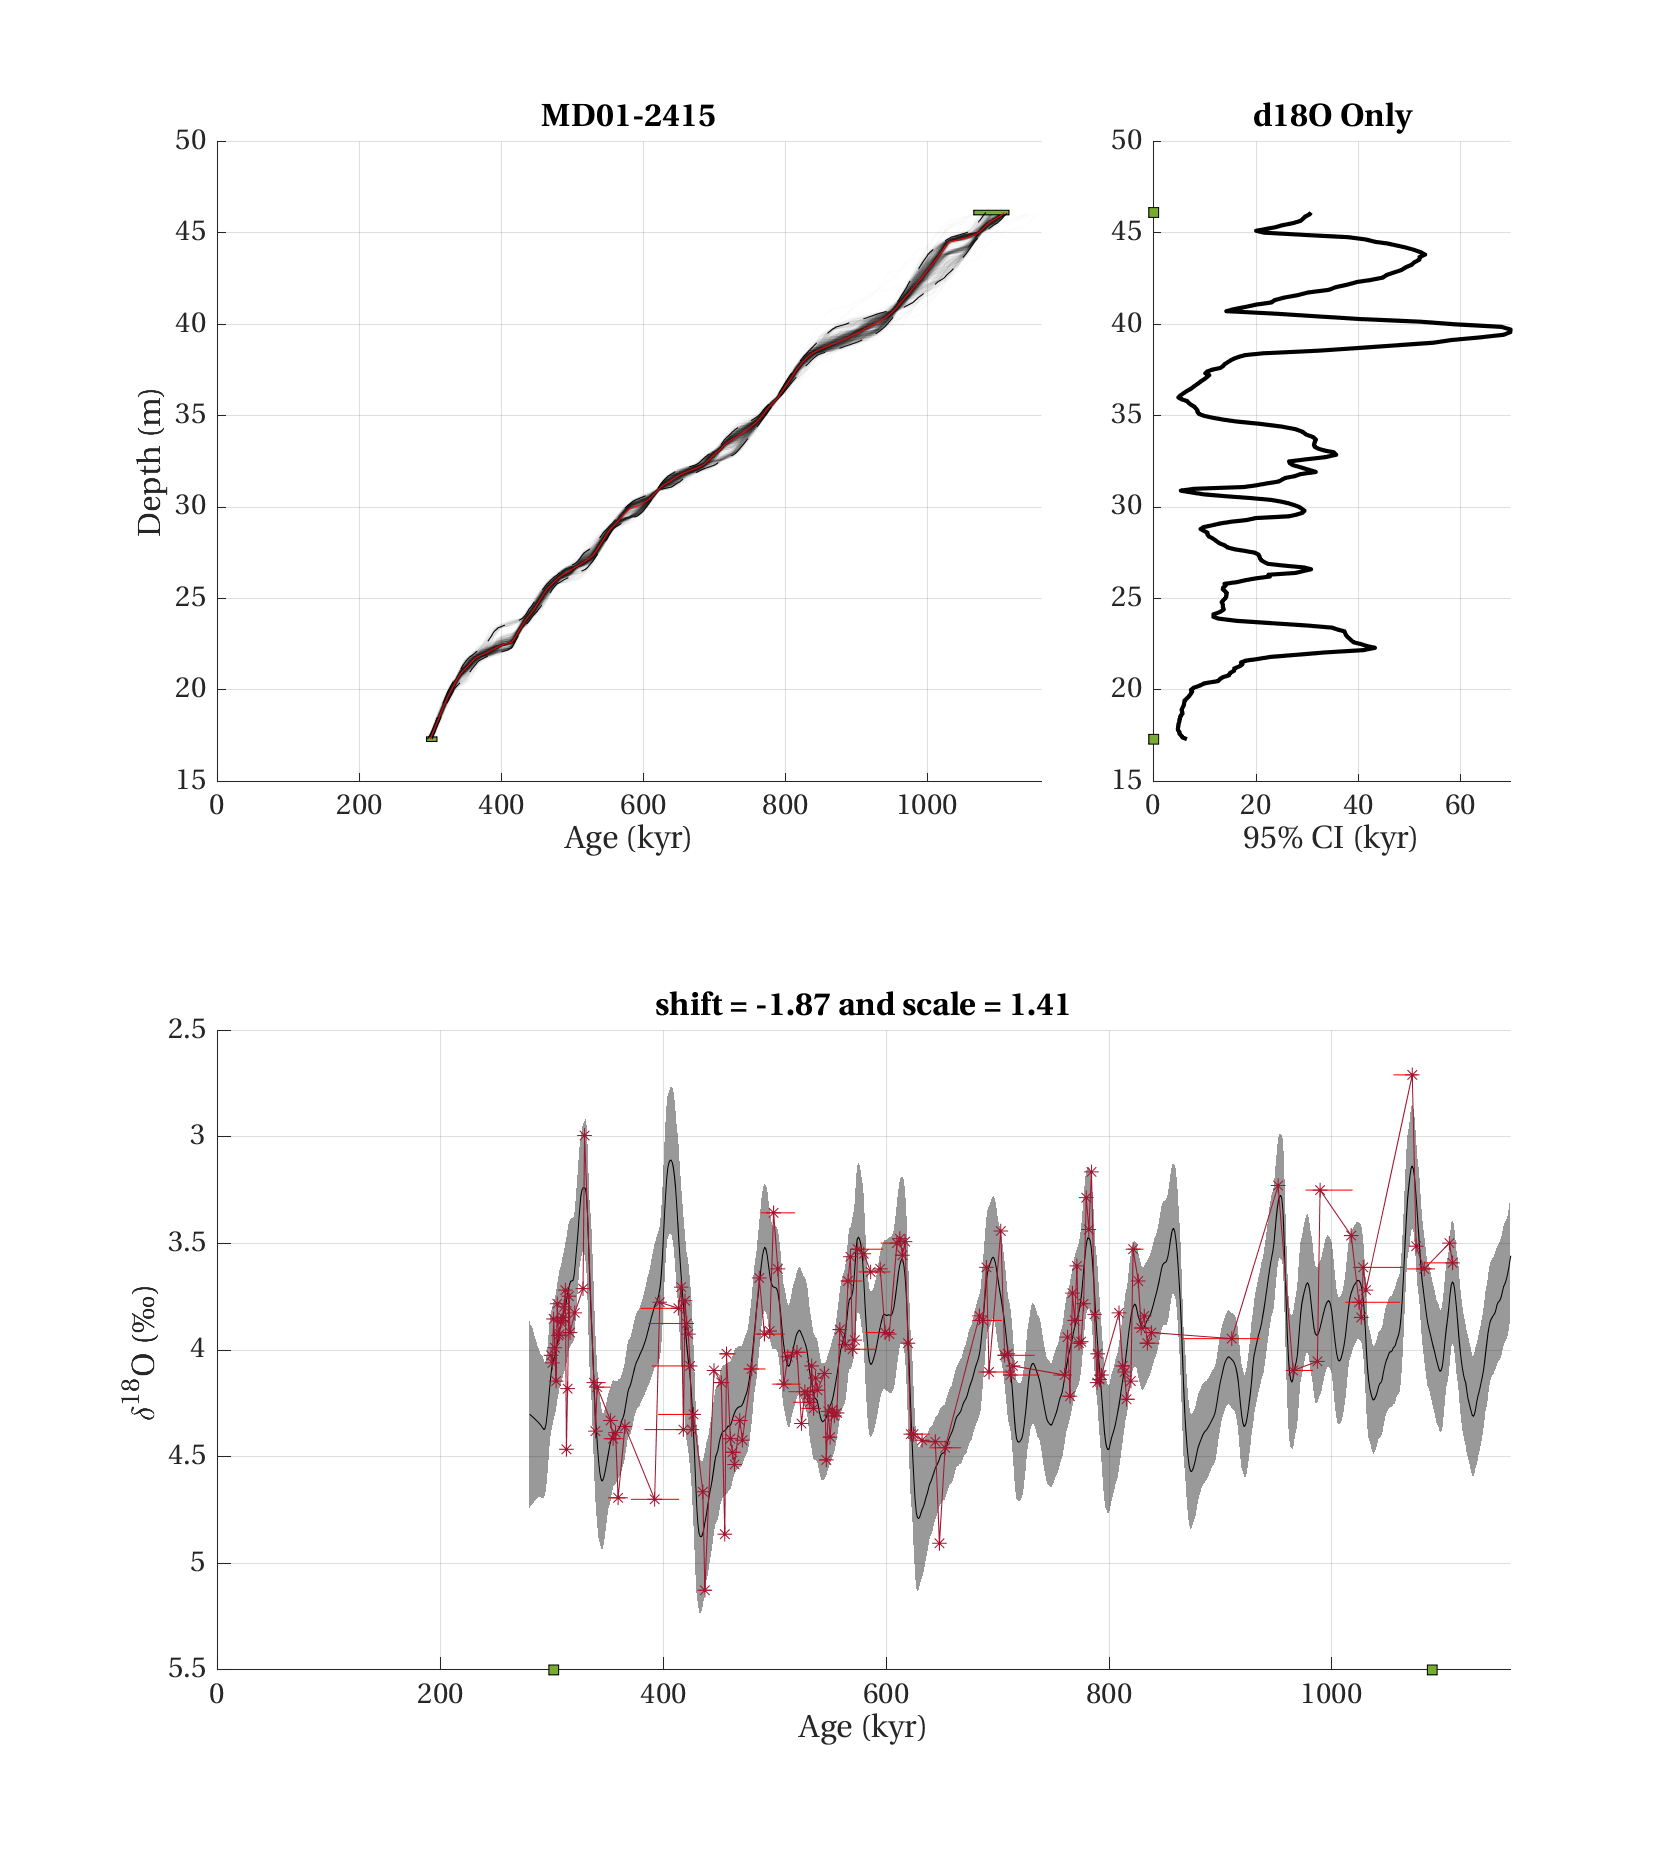 MD01-2415
d18O Only
50
45
40
35
30
25
20
15
Depth (m)
0 200 400 600 800 1000
Age (kyr)
50
45
40
35
30
25
20
15
0 20 40 60
95% CI (kyr)
shift = -1.87 and scale = 1.41
2.5
3
3.5
4
4.5
5
5.5
δ18O (‰)
0 200 400 600 800 1000
Age (kyr)